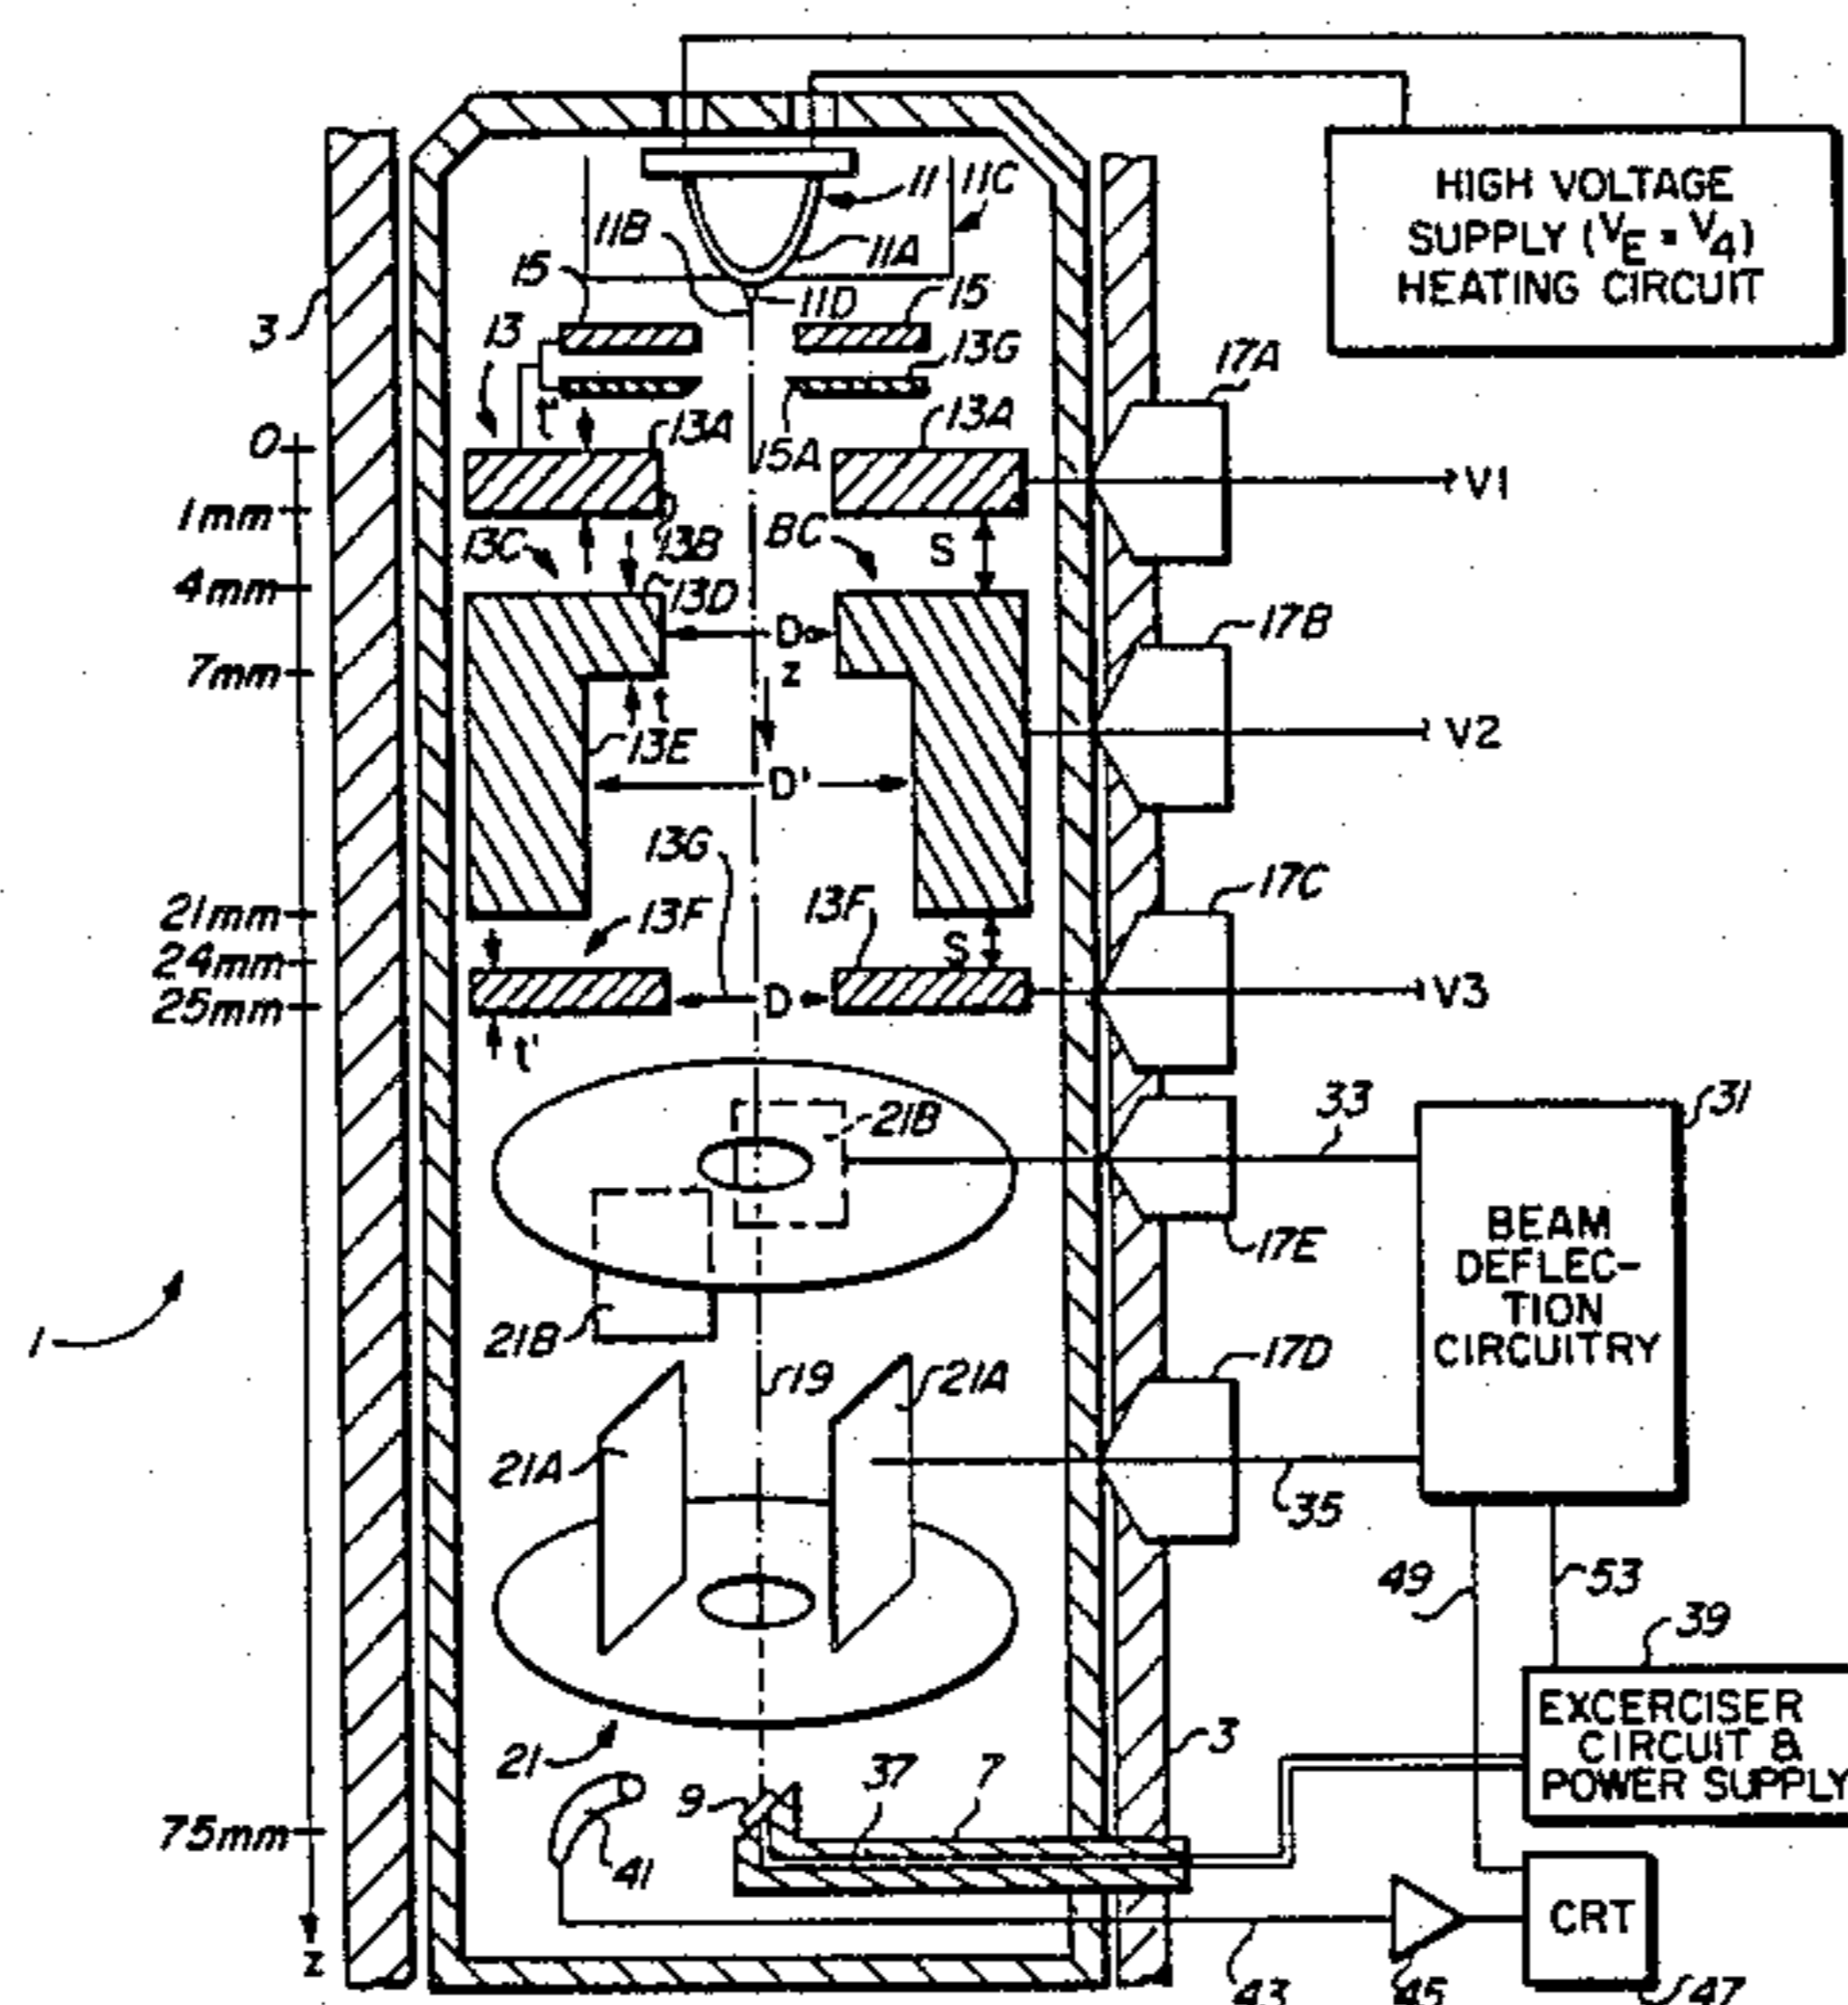 HIGH VOLTAGE
SUPPLY (VE = V4)
HEATING CIRCUIT
11
11C
11B
11A
15
11D
15
3
13
13G
17A
t'
13A
13A
0
15A
V1
1mm
13C
13B
8C
S
4mm
13D
D
17B
7mm
z
t
V2
13E
D'
13G
17C
21mm
13F
13F
24mm
S
25mm
D
V3
t'
21B
33
31
BEAM
DEFLEC-
TION
CIRCUITRY
17E
1
21B
17D
19
21A
21A
35
49
53
39
EXCERCISER
CIRCUIT &
POWER SUPPLY
3
21
9
37
7
75mm
41
CRT
z
43
45
47